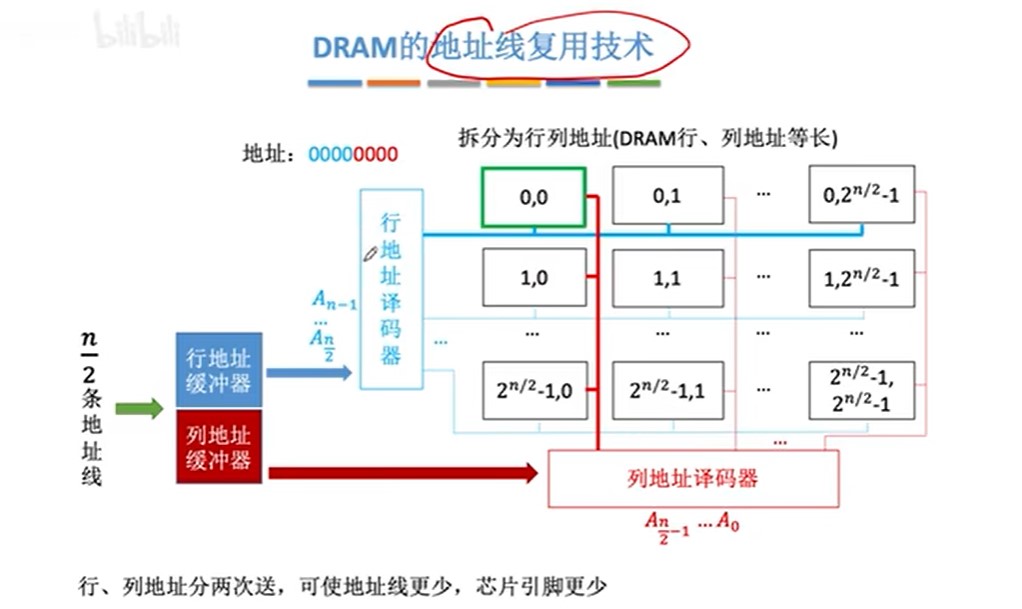 bilibili
DRAM的地址线复用技术
拆分为行列地址(DRAM行、列地址等长)
地址：00000000
行地址译码器
0,0
0,1
...
0,2^{n/2}-1
1,0
1,1
...
1,2^{n/2}-1
A_{n-1}
...
A_{\frac{n}{2}}
...
...
...
...
...
2^{n/2}-1,0
2^{n/2}-1,1
...
2^{n/2}-1,
2^{n/2}-1
\frac{n}{2}条地址线
行地址
缓冲器
列地址
缓冲器
...
列地址译码器
A_{\frac{n}{2}-1} ...A_0
行、列地址分两次送，可使地址线更少，芯片引脚更少